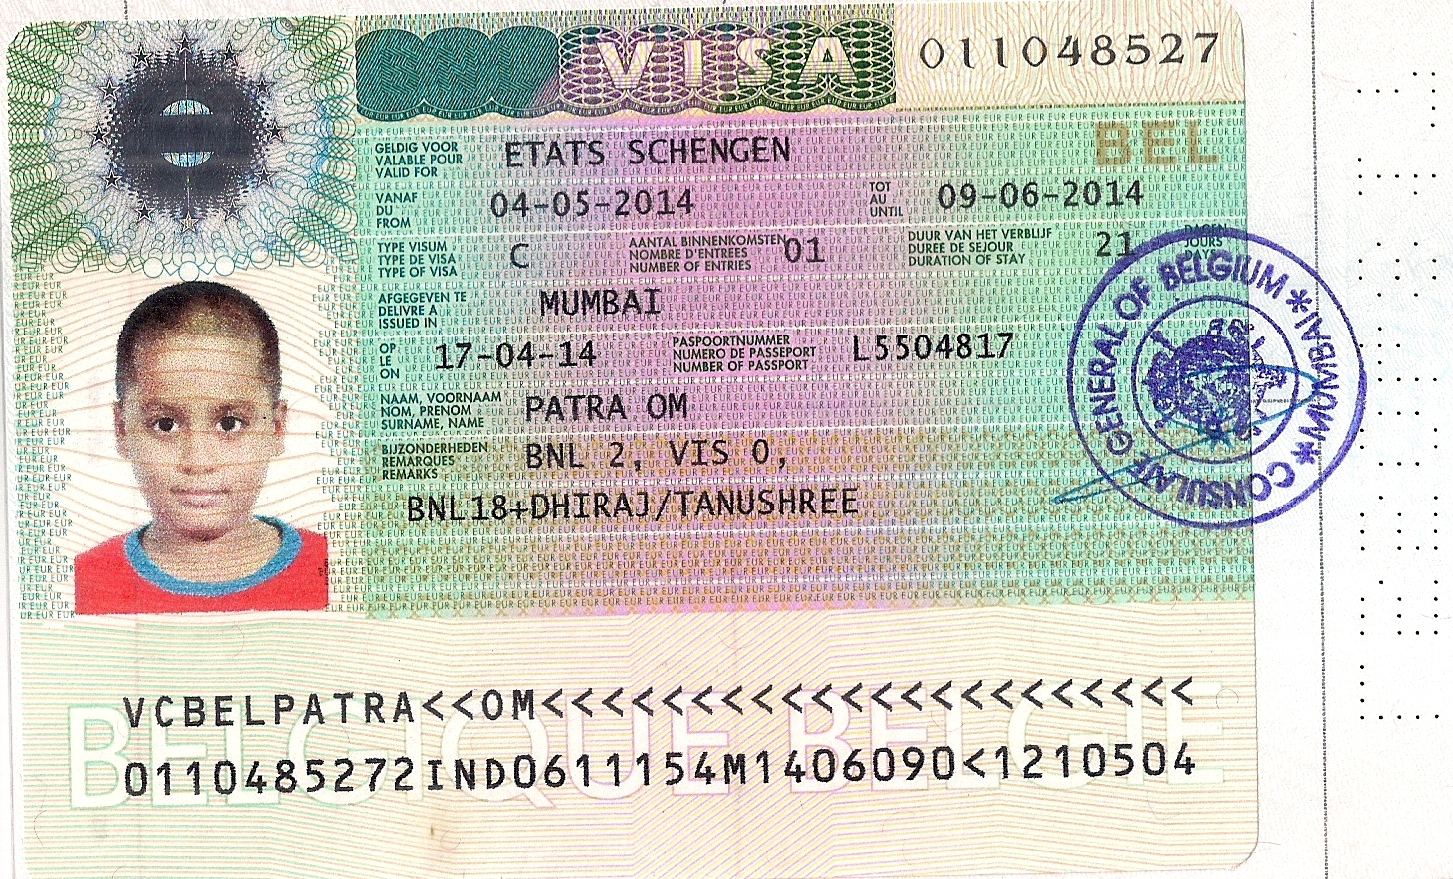 VISA 011048527
BEL
GELDIG VOOR
VALABLE POUR
VALID FOR
ETATS SCHENGEN
VANAF
DU
FROM
04-05-2014
TOT
AU
UNTIL
09-06-2014
TYPE VISUM
TYPE DE VISA
TYPE OF VISA
C
AANTAL BINNENKOMSTEN
NOMBRE D'ENTREES
NUMBER OF ENTRIES
01
DUUR VAN HET VERBLIJF
DURÉE DE SEJOUR
DURATION OF STAY
21
DAGEN
JOURS
AFGEGEVEN TE
DELIVRE A
ISSUED IN
MUMBAI
OP
LE
ON
17-04-14
PASPOORTNUMMER
NUMERO DE PASSEPORT
NUMBER OF PASSPORT
L5504817
NAAM, VOORNAAM
NOM, PRENOM
SURNAME, NAME
PATRA OM
BIJZONDERHEDEN
REMARQUES
REMARKS
BNL 2, VIS 0,
BNL18+DHIRAJ/TANUSHREE
CONSULATE GENERAL OF BELGIUM * MUMBAI *
BELGIQUE BELGIE
VCBELPATRA<<OM<<<<<<<<<<<<<<<<<<<<<<
0110485272IND0611154M1406090<1210504